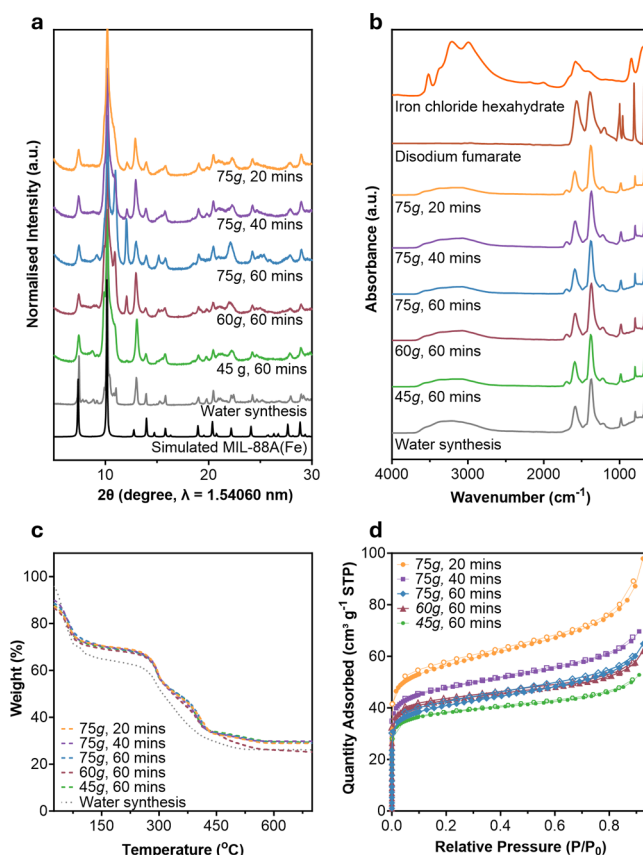 a
Normalised Intensity (a.u.)
75g, 20 mins
75g, 40 mins
75g, 60 mins
60g, 60 mins
45 g, 60 mins
Water synthesis
Simulated MIL-88A(Fe)
10 20 30
2θ (degree, λ = 1.54060 nm)
b
Absorbance (a.u.)
Iron chloride hexahydrate
Disodium fumarate
75g, 20 mins
75g, 40 mins
75g, 60 mins
60g, 60 mins
45g, 60 mins
Water synthesis
4000 3000 2000 1000
Wavenumber (cm⁻¹)
c
Weight (%)
100
80
60
40
20
0
75g, 20 mins
75g, 40 mins
75g, 60 mins
60g, 60 mins
45g, 60 mins
Water synthesis
150 300 450 600
Temperature (°C)
d
Quantity Adsorbed (cm³ g⁻¹ STP)
100
80
60
40
20
0
75g, 20 mins
75g, 40 mins
75g, 60 mins
60g, 60 mins
45g, 60 mins
0.0 0.2 0.4 0.6 0.8
Relative Pressure (P/P₀)